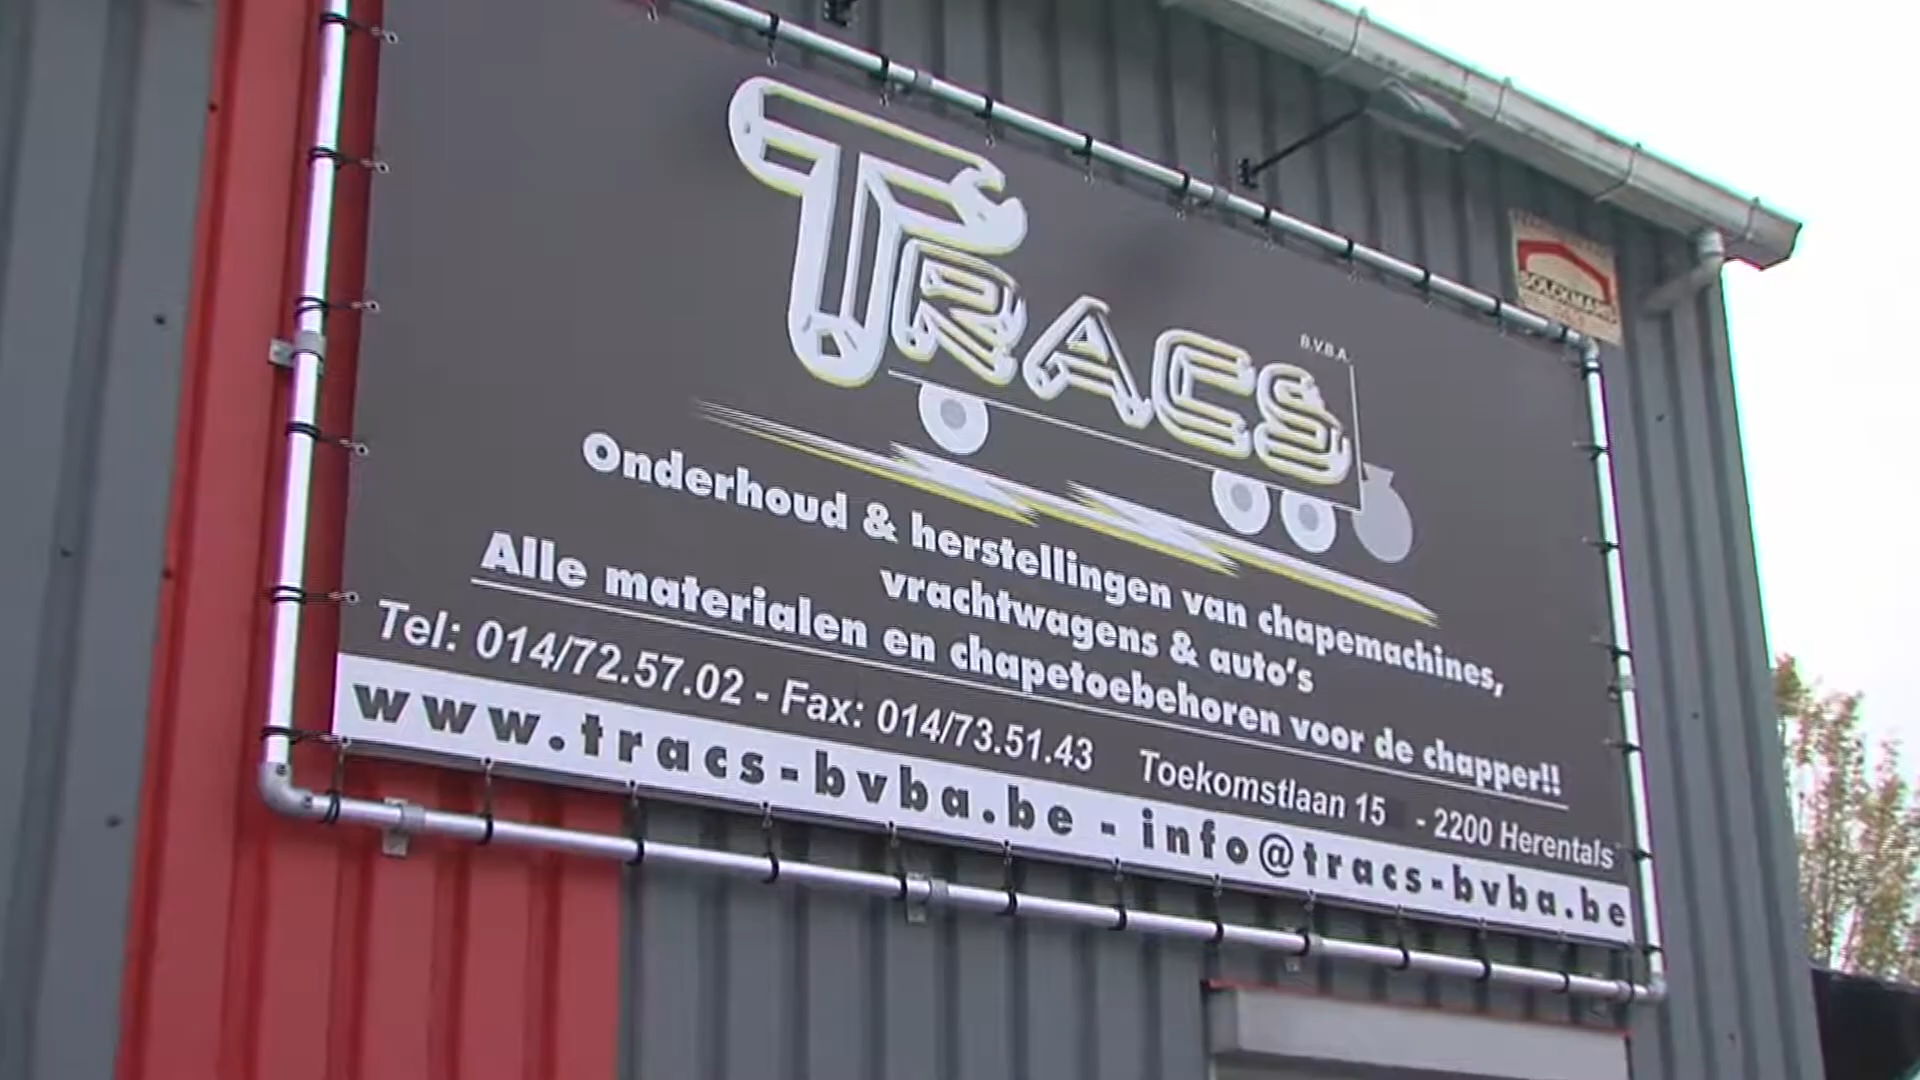 TRACS
B.V.B.A.
Onderhoud & herstellingen van chapemachines,
vrachtwagens & auto's
Alle materialen en chapetoebehoren voor de chapper!!
Tel: 014/72.57.02 - Fax: 014/73.51.43 Toekomstlaan 15 - 2200 Herentals
www.tracs-bvba.be - info@tracs-bvba.be